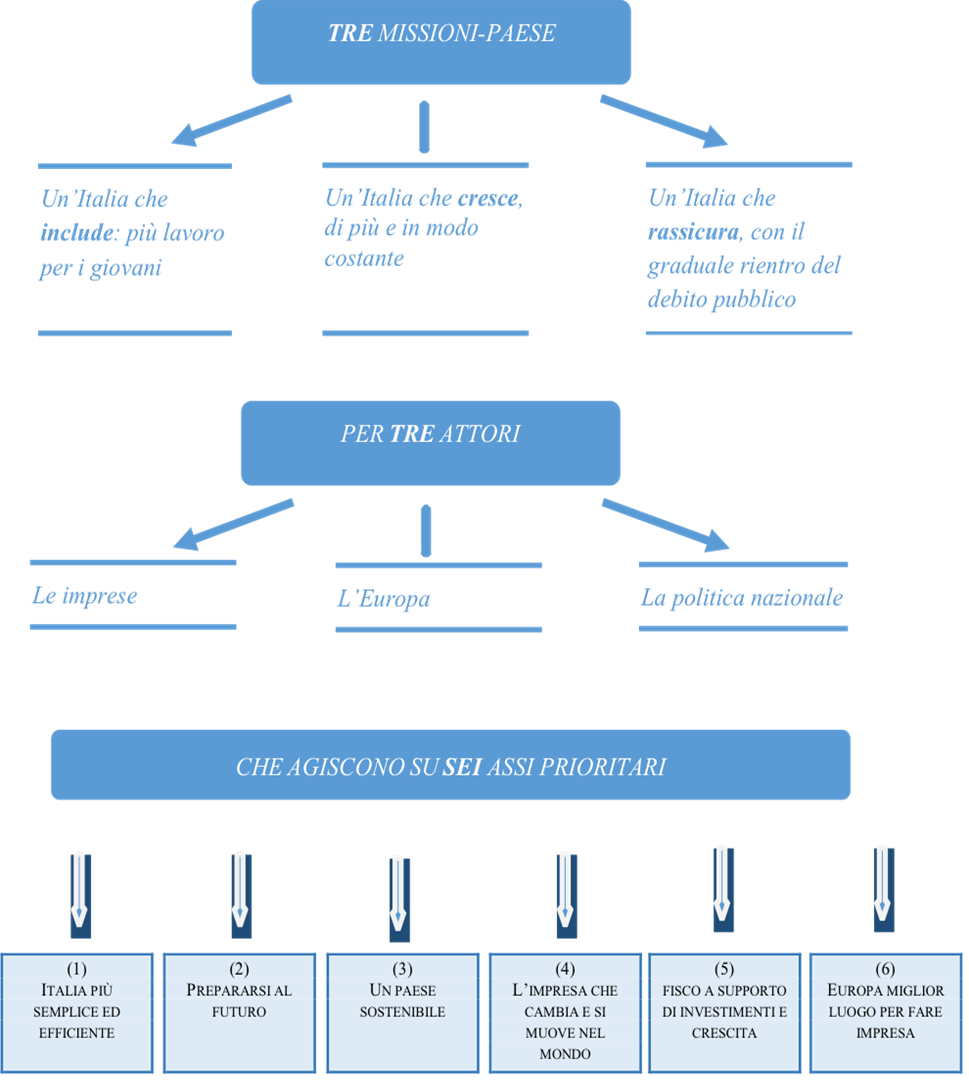 TRE MISSIONI-PAESE
Un'Italia che
include: più lavoro
per i giovani
Un'Italia che cresce,
di più e in modo
costante
Un'Italia che
rassicura, con il
graduale rientro del
debito pubblico
PER TRE ATTORI
Le imprese
L'Europa
La politica nazionale
CHE AGISCONO SU SEI ASSI PRIORITARI
(1)
ITALIA PIÙ
SEMPLICE ED
EFFICIENTE
(2)
PREPARARSI AL
FUTURO
(3)
UN PAESE
SOSTENIBILE
(4)
L'IMPRESA CHE
CAMBIA E SI
MUOVE NEL
MONDO
(5)
FISCO A SUPPORTO
DI INVESTIMENTI E
CRESCITA
(6)
EUROPA MIGLIOR
LUOGO PER FARE
IMPRESA